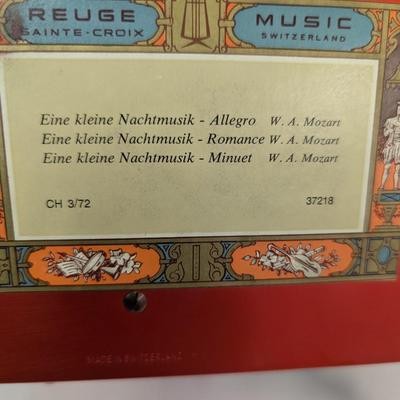 REUGE MUSIC
SAINTE-CROIX SWITZERLAND
Eine kleine Nachtmusik - Allegro W. A. Mozart
Eine kleine Nachtmusik - Romance W. A. Mozart
Eine kleine Nachtmusik - Minuet W. A. Mozart
CH 3/72 37218
MADE IN SWITZERLAND